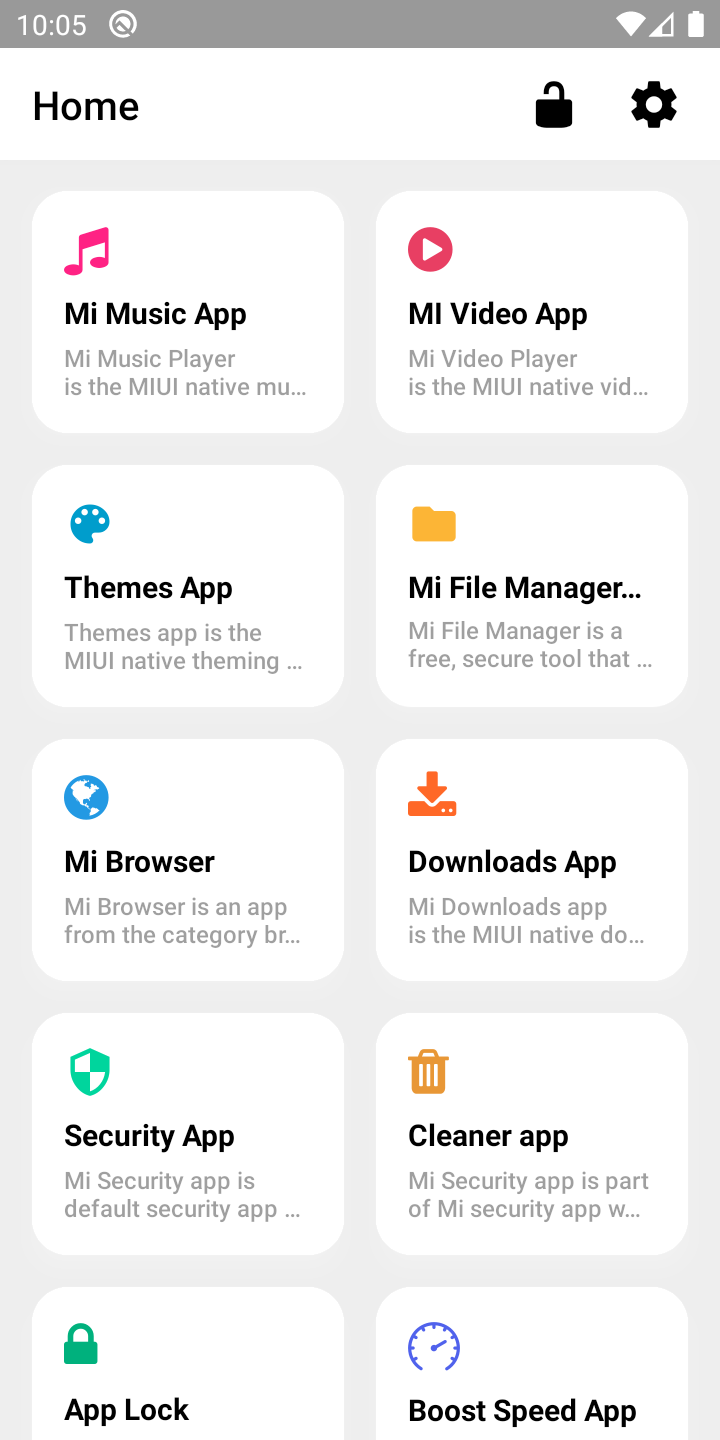 10:05
Home
Mi Music App
Mi Music Player
is the MIUI native mu...
MI Video App
Mi Video Player
is the MIUI native vid...
Themes App
Themes app is the
MIUI native theming ...
Mi File Manager...
Mi File Manager is a
free, secure tool that ...
Mi Browser
Mi Browser is an app
from the category br...
Downloads App
Mi Downloads app
is the MIUI native do...
Security App
Mi Security app is
default security app ...
Cleaner app
Mi Security app is part
of Mi security app w...
App Lock
Boost Speed App